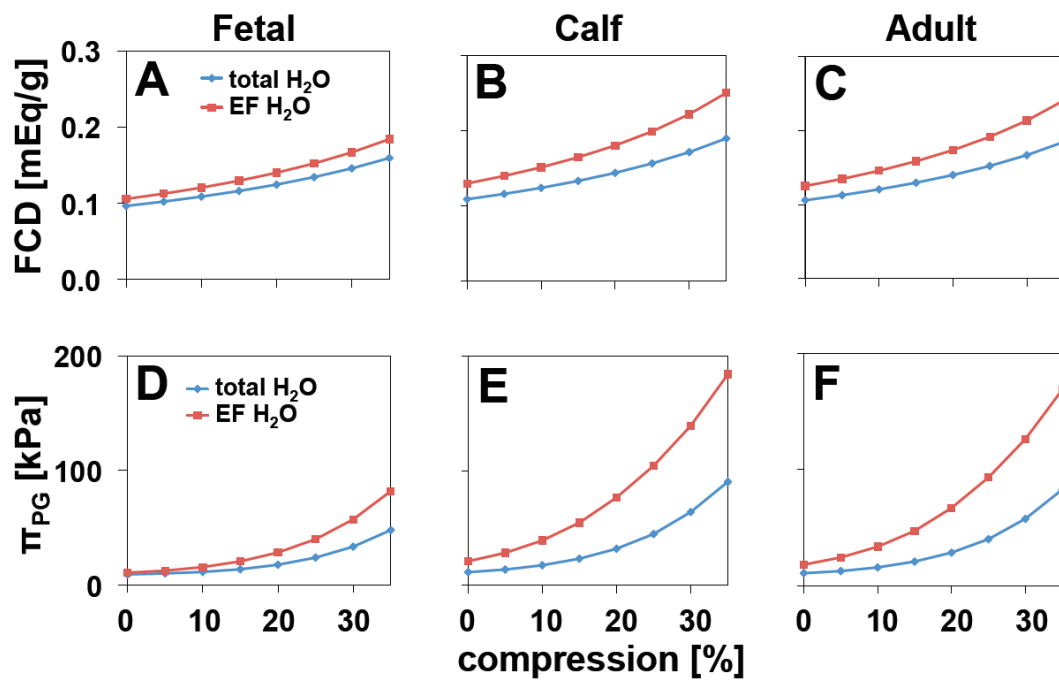 Fetal Calf Adult
0.3
0.2
0.1
0.0
FCD [mEq/g]
A
total H₂O
EF H₂O
B
C
200
100
0
π_PG [kPa]
D
total H₂O
EF H₂O
E
F
0 10 20 30 0 10 20 30 0 10 20 30
compression [%]